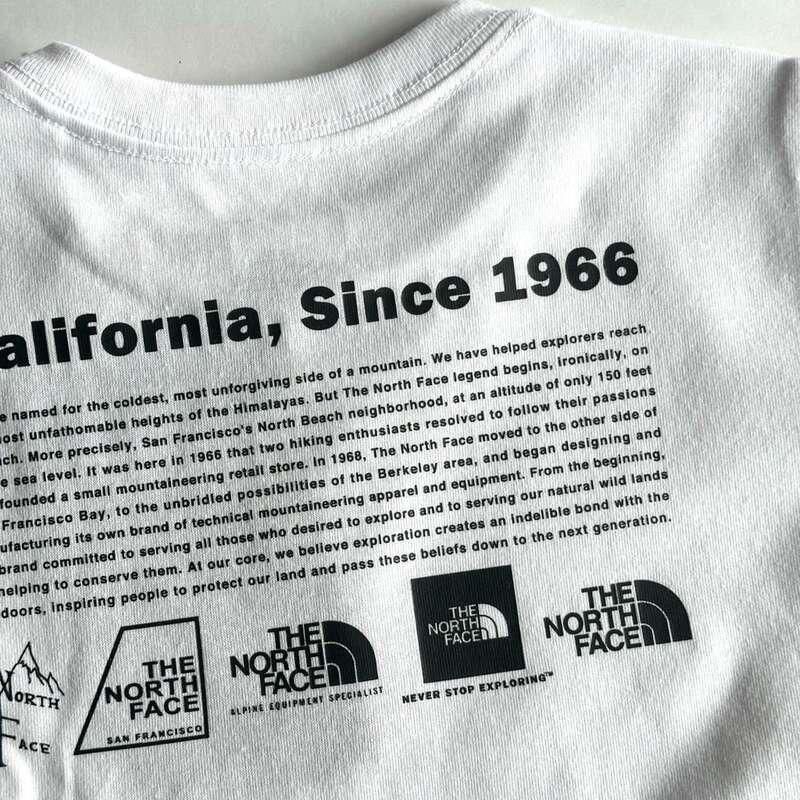 alifornia, Since 1966
e named for the coldest, most unforgiving side of a mountain. We have helped explorers reach
ost unfathomable heights of the Himalayas. But The North Face legend begins, ironically, on
ch. More precisely, San Francisco's North Beach neighborhood, at an altitude of only 150 feet
e sea level. It was here in 1966 that two hiking enthusiasts resolved to follow their passions
founded a small mountaineering retail store. In 1968, The North Face moved to the other side of
Francisco Bay, to the unbridled possibilities of the Berkeley area, and began designing and
ufacturing its own brand of technical mountaineering apparel and equipment. From the beginning,
brand committed to serving all those who desired to explore and to serving our natural wild lands
helping to conserve them. At our core, we believe exploration creates an indelible bond with the
doors, inspiring people to protect our land and pass these beliefs down to the next generation.
NORTH
FACE
THE
NORTH
FACE
SAN FRANCISCO
THE
NORTH
FACE
ALPINE EQUIPMENT SPECIALIST
THE
NORTH
FACE
NEVER STOP EXPLORING™
THE
NORTH
FACE